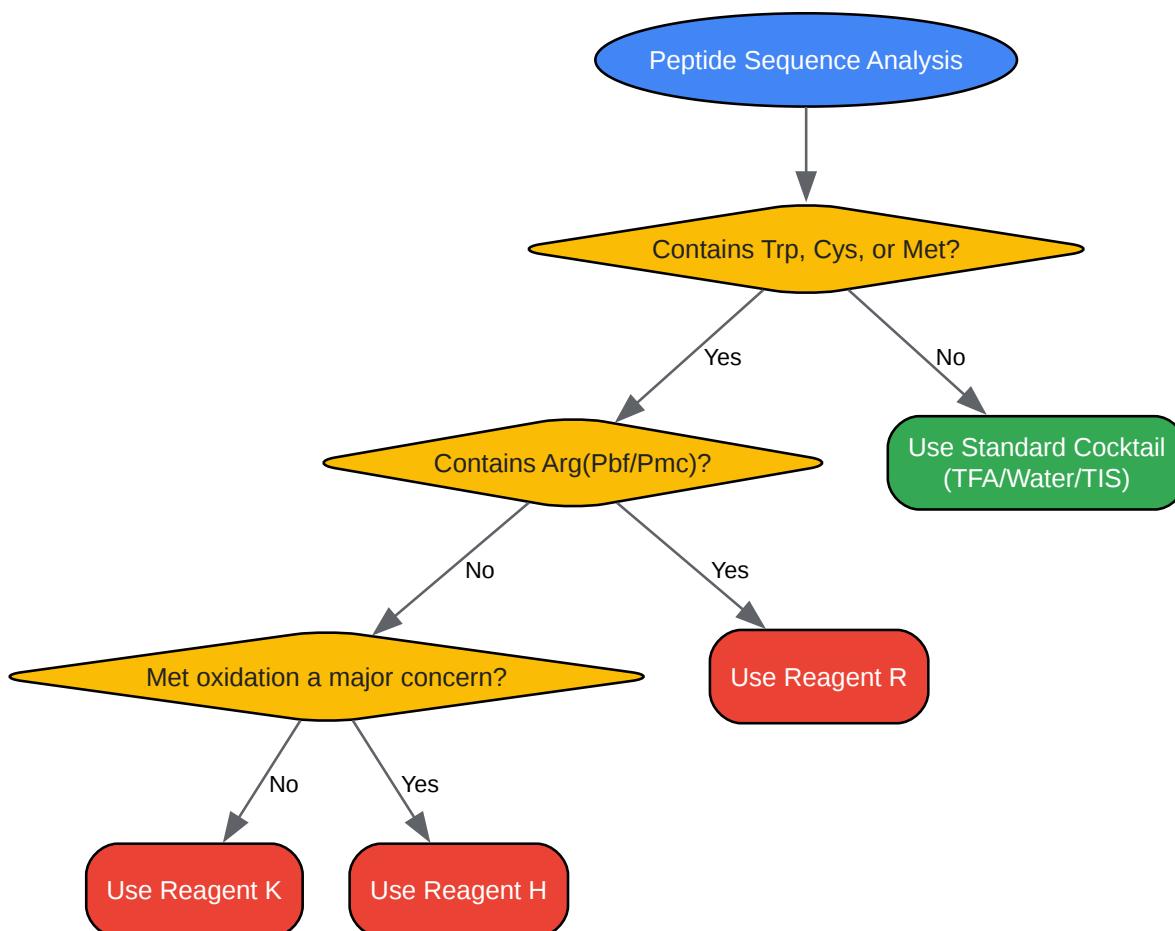 Peptide Sequence Analysis
Contains Trp, Cys, or Met?
Yes
No
Contains Arg(Pbf/Pmc)?
Use Standard Cocktail
(TFA/Water/TIS)
No
Yes
Met oxidation a major concern?
Use Reagent R
No
Yes
Use Reagent K
Use Reagent H